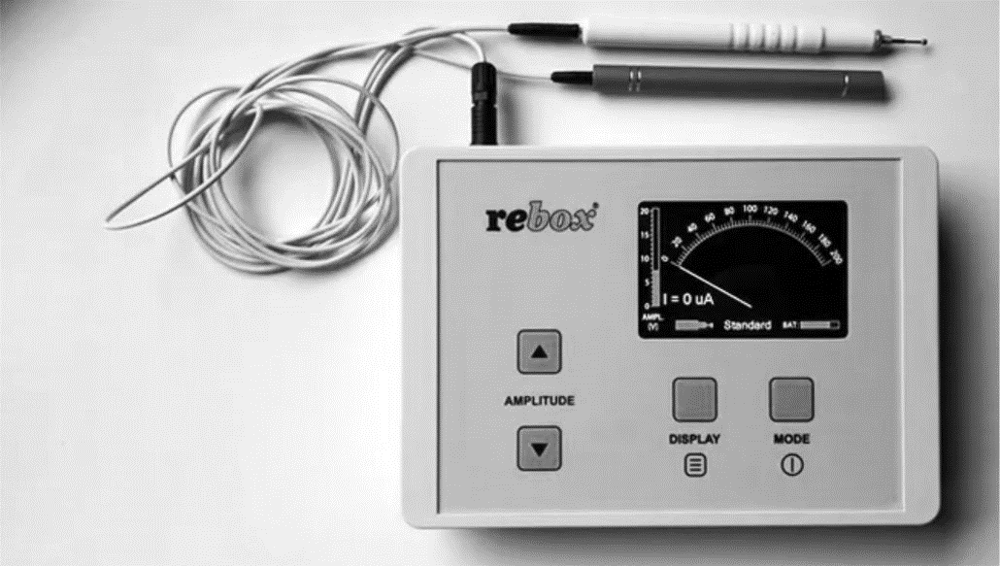 rebox®
20
15
10
5
0
AMPL.
[V]
0 20 40 60 80 100 120 140 160 180 200
I = 0 uA
Standard
BAT:
AMPLITUDE
DISPLAY
MODE